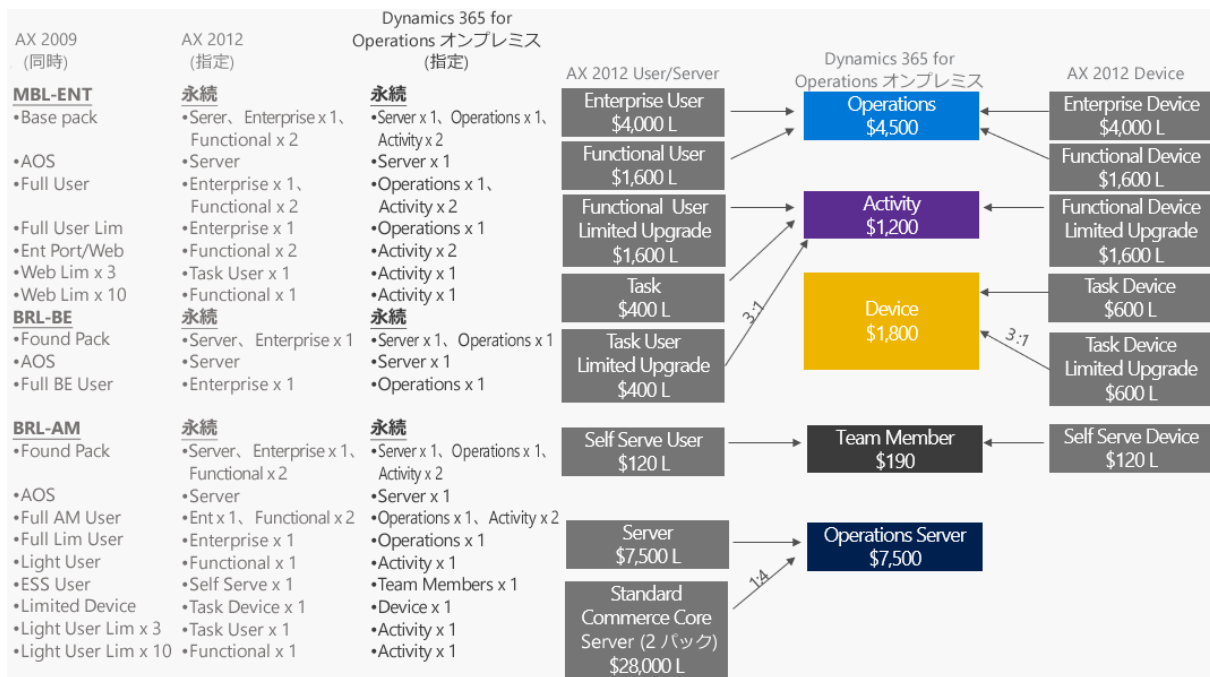 AX 2009
(同時)
AX 2012
(指定)
Dynamics 365 for
Operations オンプレミス
(指定)
MBL-ENT
永続
永続
•Base pack
•Serer、Enterprise x 1、
Functional x 2
•Server x 1、Operations x 1、
Activity x 2
•AOS
•Server
•Server x 1
•Full User
•Enterprise x 1、
Functional x 2
•Operations x 1、
Activity x 2
•Full User Lim
•Enterprise x 1
•Operations x 1
•Ent Port/Web
•Functional x 2
•Activity x 2
•Web Lim x 3
•Task User x 1
•Activity x 1
•Web Lim x 10
•Functional x 1
•Activity x 1
BRL-BE
永続
永続
•Found Pack
•Server、Enterprise x 1
•Server x 1、Operations x 1
•AOS
•Server
•Server x 1
•Full BE User
•Enterprise x 1
•Operations x 1
BRL-AM
永続
永続
•Found Pack
•Server、Enterprise x 1、
Functional x 2
•Server x 1、Operations x 1、
Activity x 2
•AOS
•Server
•Server x 1
•Full AM User
•Ent x 1、Functional x 2
•Operations x 1、Activity x 2
•Full Lim User
•Enterprise x 1
•Operations x 1
•Light User
•Functional x 1
•Activity x 1
•ESS User
•Self Serve x 1
•Team Members x 1
•Limited Device
•Task Device x 1
•Device x 1
•Light User Lim x 3
•Task User x 1
•Activity x 1
•Light User Lim x 10
•Functional x 1
•Activity x 1
AX 2012 User/Server
Dynamics 365 for
Operations オンプレミス
AX 2012 Device
Enterprise User
$4,000 L
Operations
$4,500
Enterprise Device
$4,000 L
Functional User
$1,600 L
Functional Device
$1,600 L
Functional User
Limited Upgrade
$1,600 L
Activity
$1,200
Functional Device
Limited Upgrade
$1,600 L
Task
$400 L
3:1
Device
$1,800
Task Device
$600 L
Task User
Limited Upgrade
$400 L
3:1
Task Device
Limited Upgrade
$600 L
Self Serve User
$120 L
Team Member
$190
Self Serve Device
$120 L
Server
$7,500 L
Operations Server
$7,500
1:4
Standard
Commerce Core
Server (2 パック)
$28,000 L